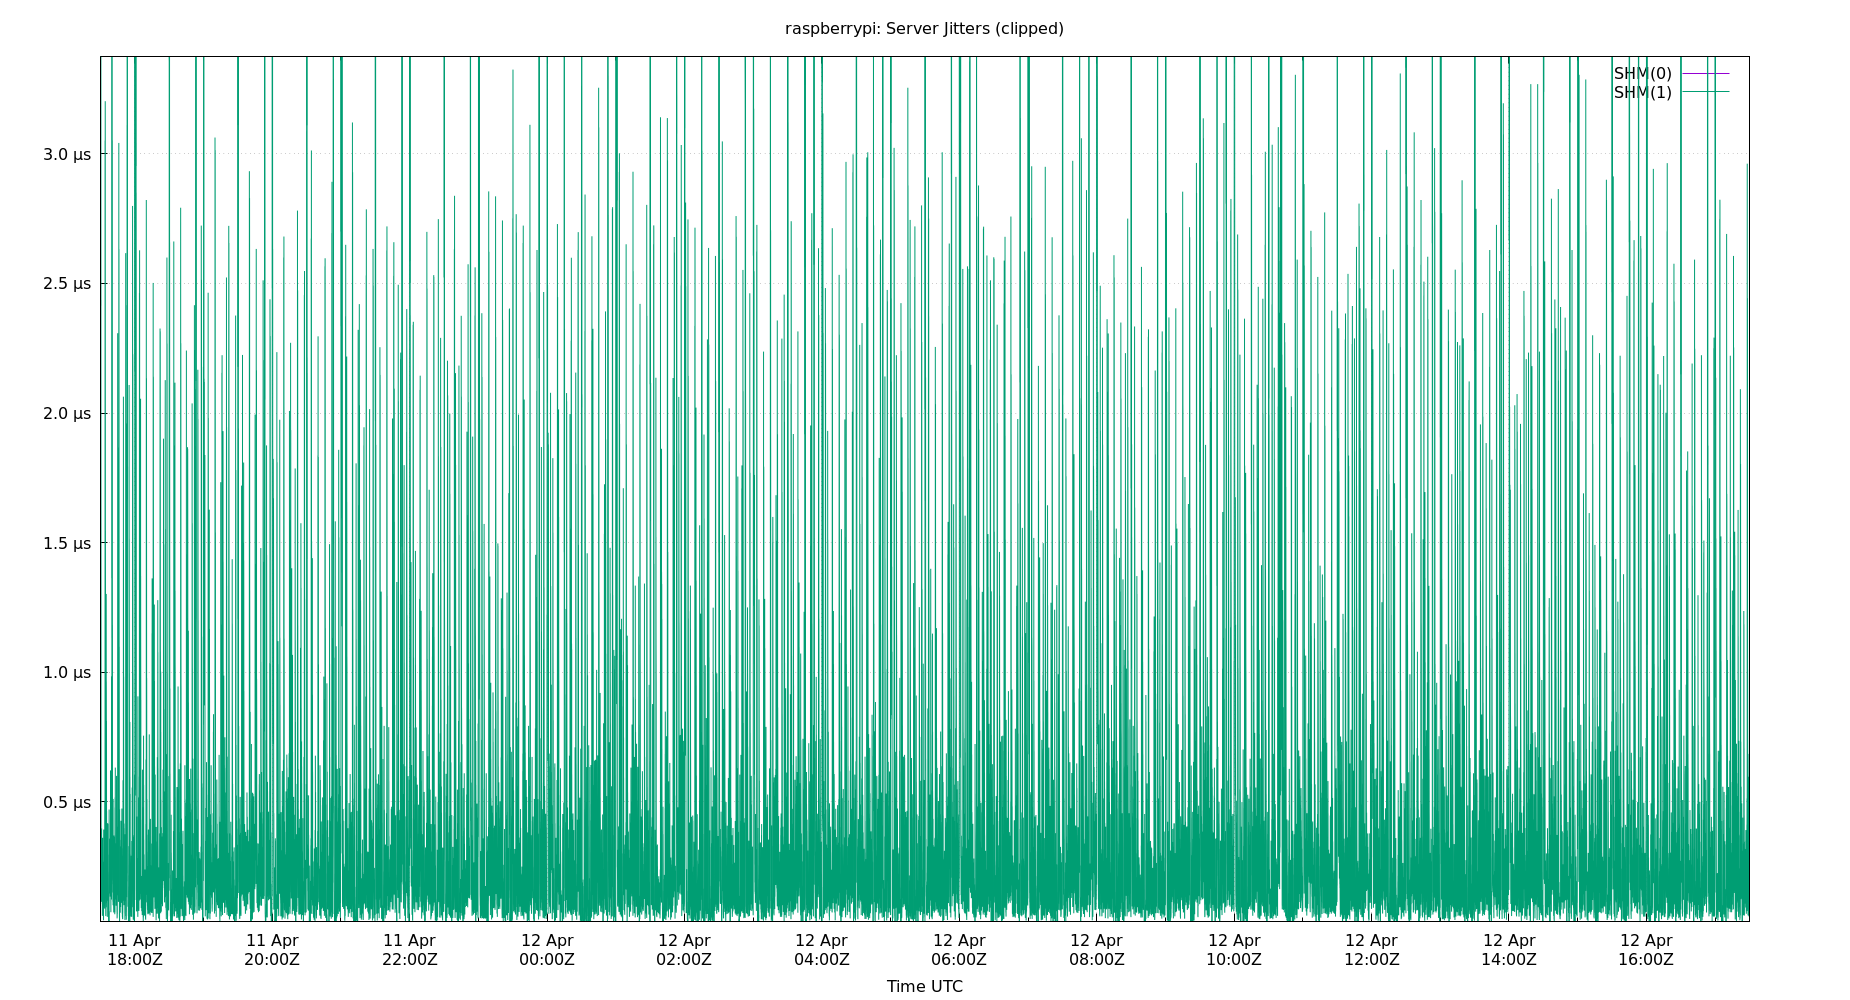 raspberrypi: Server Jitters (clipped)
SHM(0)
SHM(1)
3.0 µs
2.5 µs
2.0 µs
1.5 µs
1.0 µs
0.5 µs
11 Apr 11 Apr 11 Apr 12 Apr 12 Apr 12 Apr 12 Apr 12 Apr 12 Apr 12 Apr 12 Apr 12 Apr
18:00Z 20:00Z 22:00Z 00:00Z 02:00Z 04:00Z 06:00Z 08:00Z 10:00Z 12:00Z 14:00Z 16:00Z
Time UTC